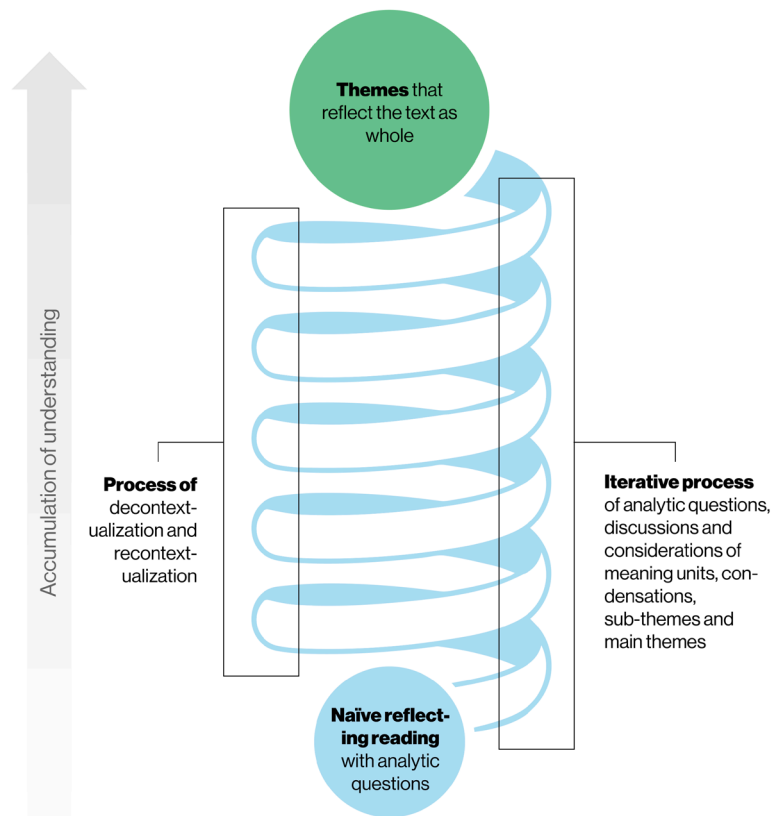 Themes that
reflect the text as
whole
Accumulation of understanding
Process of
decontext-
ualization and
recontext-
ualization
Iterative process
of analytic questions,
discussions and
considerations of
meaning units, con-
densations,
sub-themes and
main themes
Naïve reflect-
ing reading
with analytic
questions